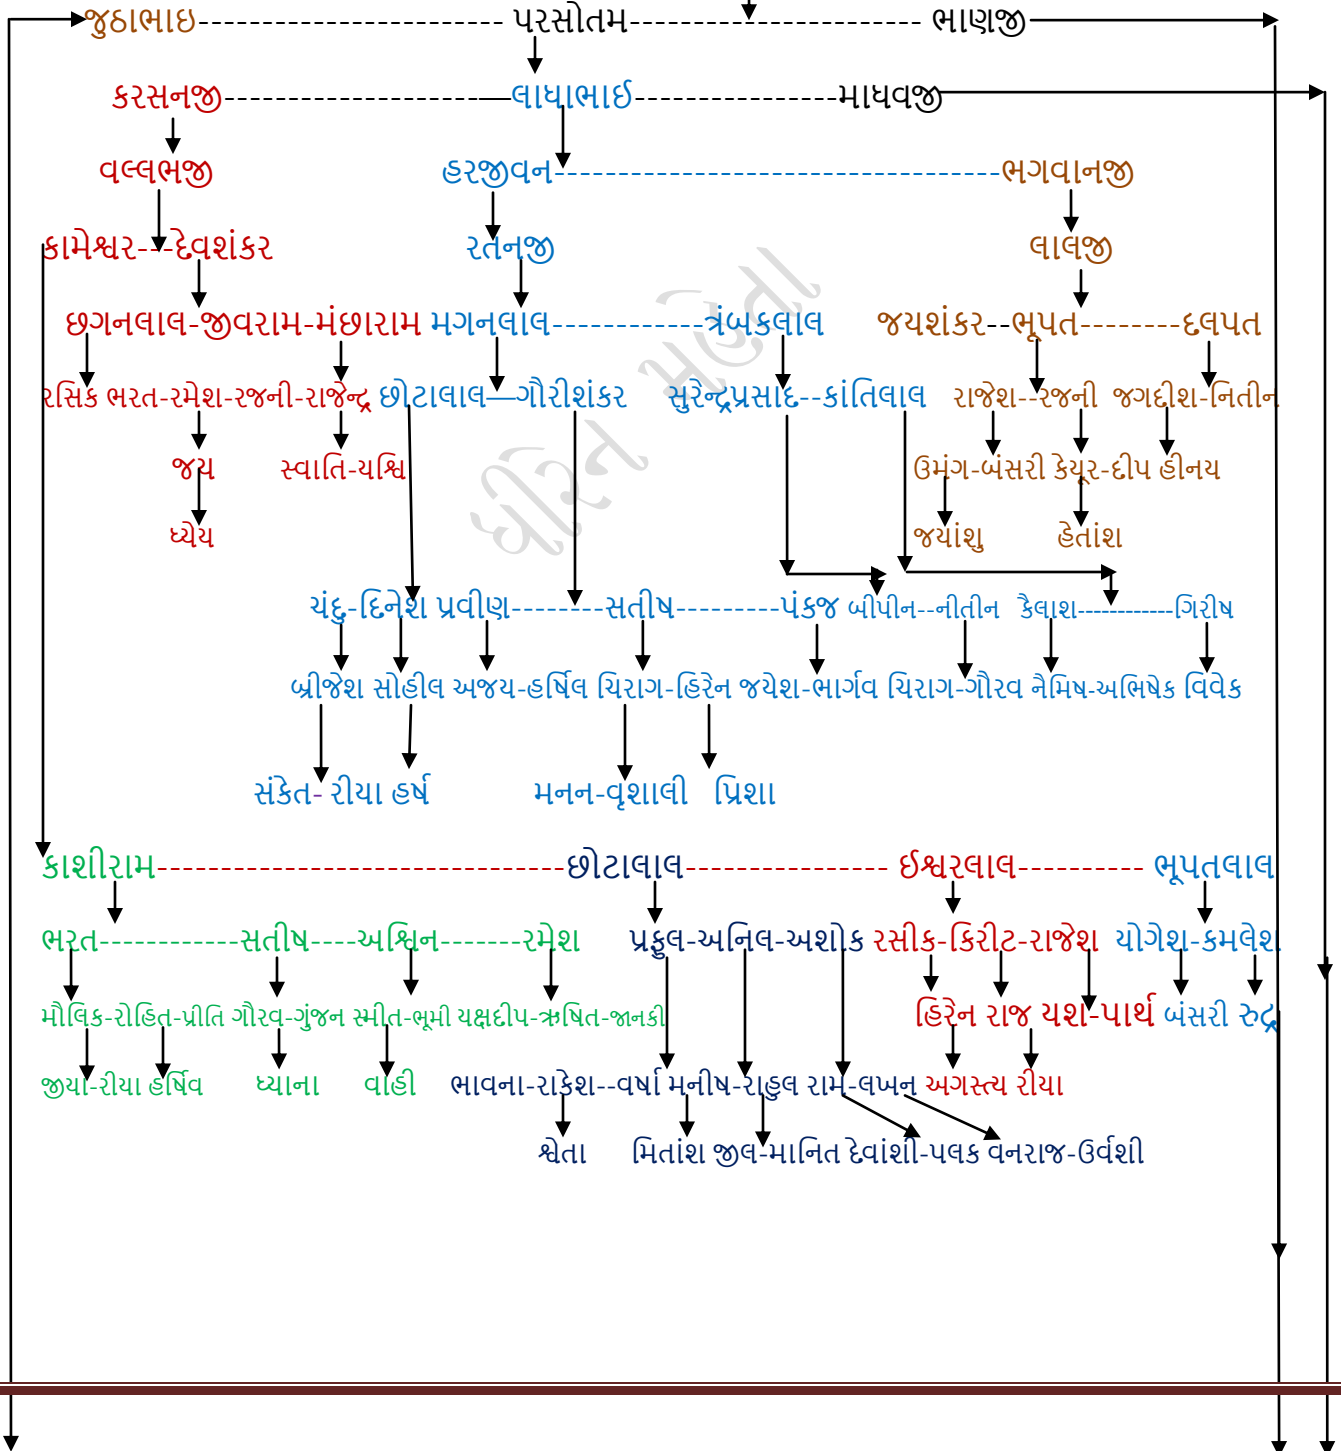 જુઠાભાઇ------------------------ પરસોતમ----------------------- ભાણજી
કરસનજી----------------------લાધાભાઈ----------------માધવજી
વલ્લભજી હરજીવન-----------------------------------ભગવાનજી
કામેશ્વર---દેવશંકર રતનજી લાલજી
છગનલાલ-જીવરામ-મંછારામ મગનલાલ------------ત્રંબકલાલ જયશંકર--ભૂપત--------દલપત
રસિક ભરત-રમેશ-રજની-રાજેન્દ્ર છોટાલાલ—ગૌરીશંકર સુરેન્દ્રપ્રસાદ--કાંતિલાલ રાજેશ--રજની જગદીશ-નિતીન
જય સ્વાતિ-યશ્વિ ઉમંગ-બંસરી કેયૂર-દીપ હીનય
ધ્યેય જયાંશુ હેતાંશ
ચંદુ-દિનેશ પ્રવીણ-------સતીષ--------પંકજ બીપીન--નીતીન કૈલાશ------------ગિરીષ
બ્રીજેશ સોહીલ અજય-હર્ષિલ ચિરાગ-હિરેન જયેશ-ભાર્ગવ ચિરાગ-ગૌરવ નૈમિષ-અભિષેક વિવેક
સંકેત- રીયા હર્ષ મનન-વૃશાલી પ્રિશા
કાશીરામ--------------------------------છોટાલાલ---------------- ઈશ્વરલાલ---------- ભૂપતલાલ
ભરત-----------સતીષ----અશ્વિન-------રમેશ પ્રફુલ-અનિલ-અશોક રસીક-કિરીટ-રાજેશ યોગેશ-કમલેશ
મૌલિક-રોહિત-પ્રીતિ ગૌરવ-ગુંજન સ્મીત-ભૂમી યક્ષદીપ-ઋષિત-જાનકી હિરેન રાજ યશ-પાર્થ બંસરી રુદ્ર
જીયા-રીયા હર્ષિવ ધ્યાના વાહી ભાવના-રાકેશ--વર્ષા મનીષ-રાહુલ રામ-લખન અગસ્ત્ય રીયા
શ્વેતા મિતાંશ જીલ-માનિત દેવાંશી-પલક વનરાજ-ઉર્વશી
ધીરેન મહેતા